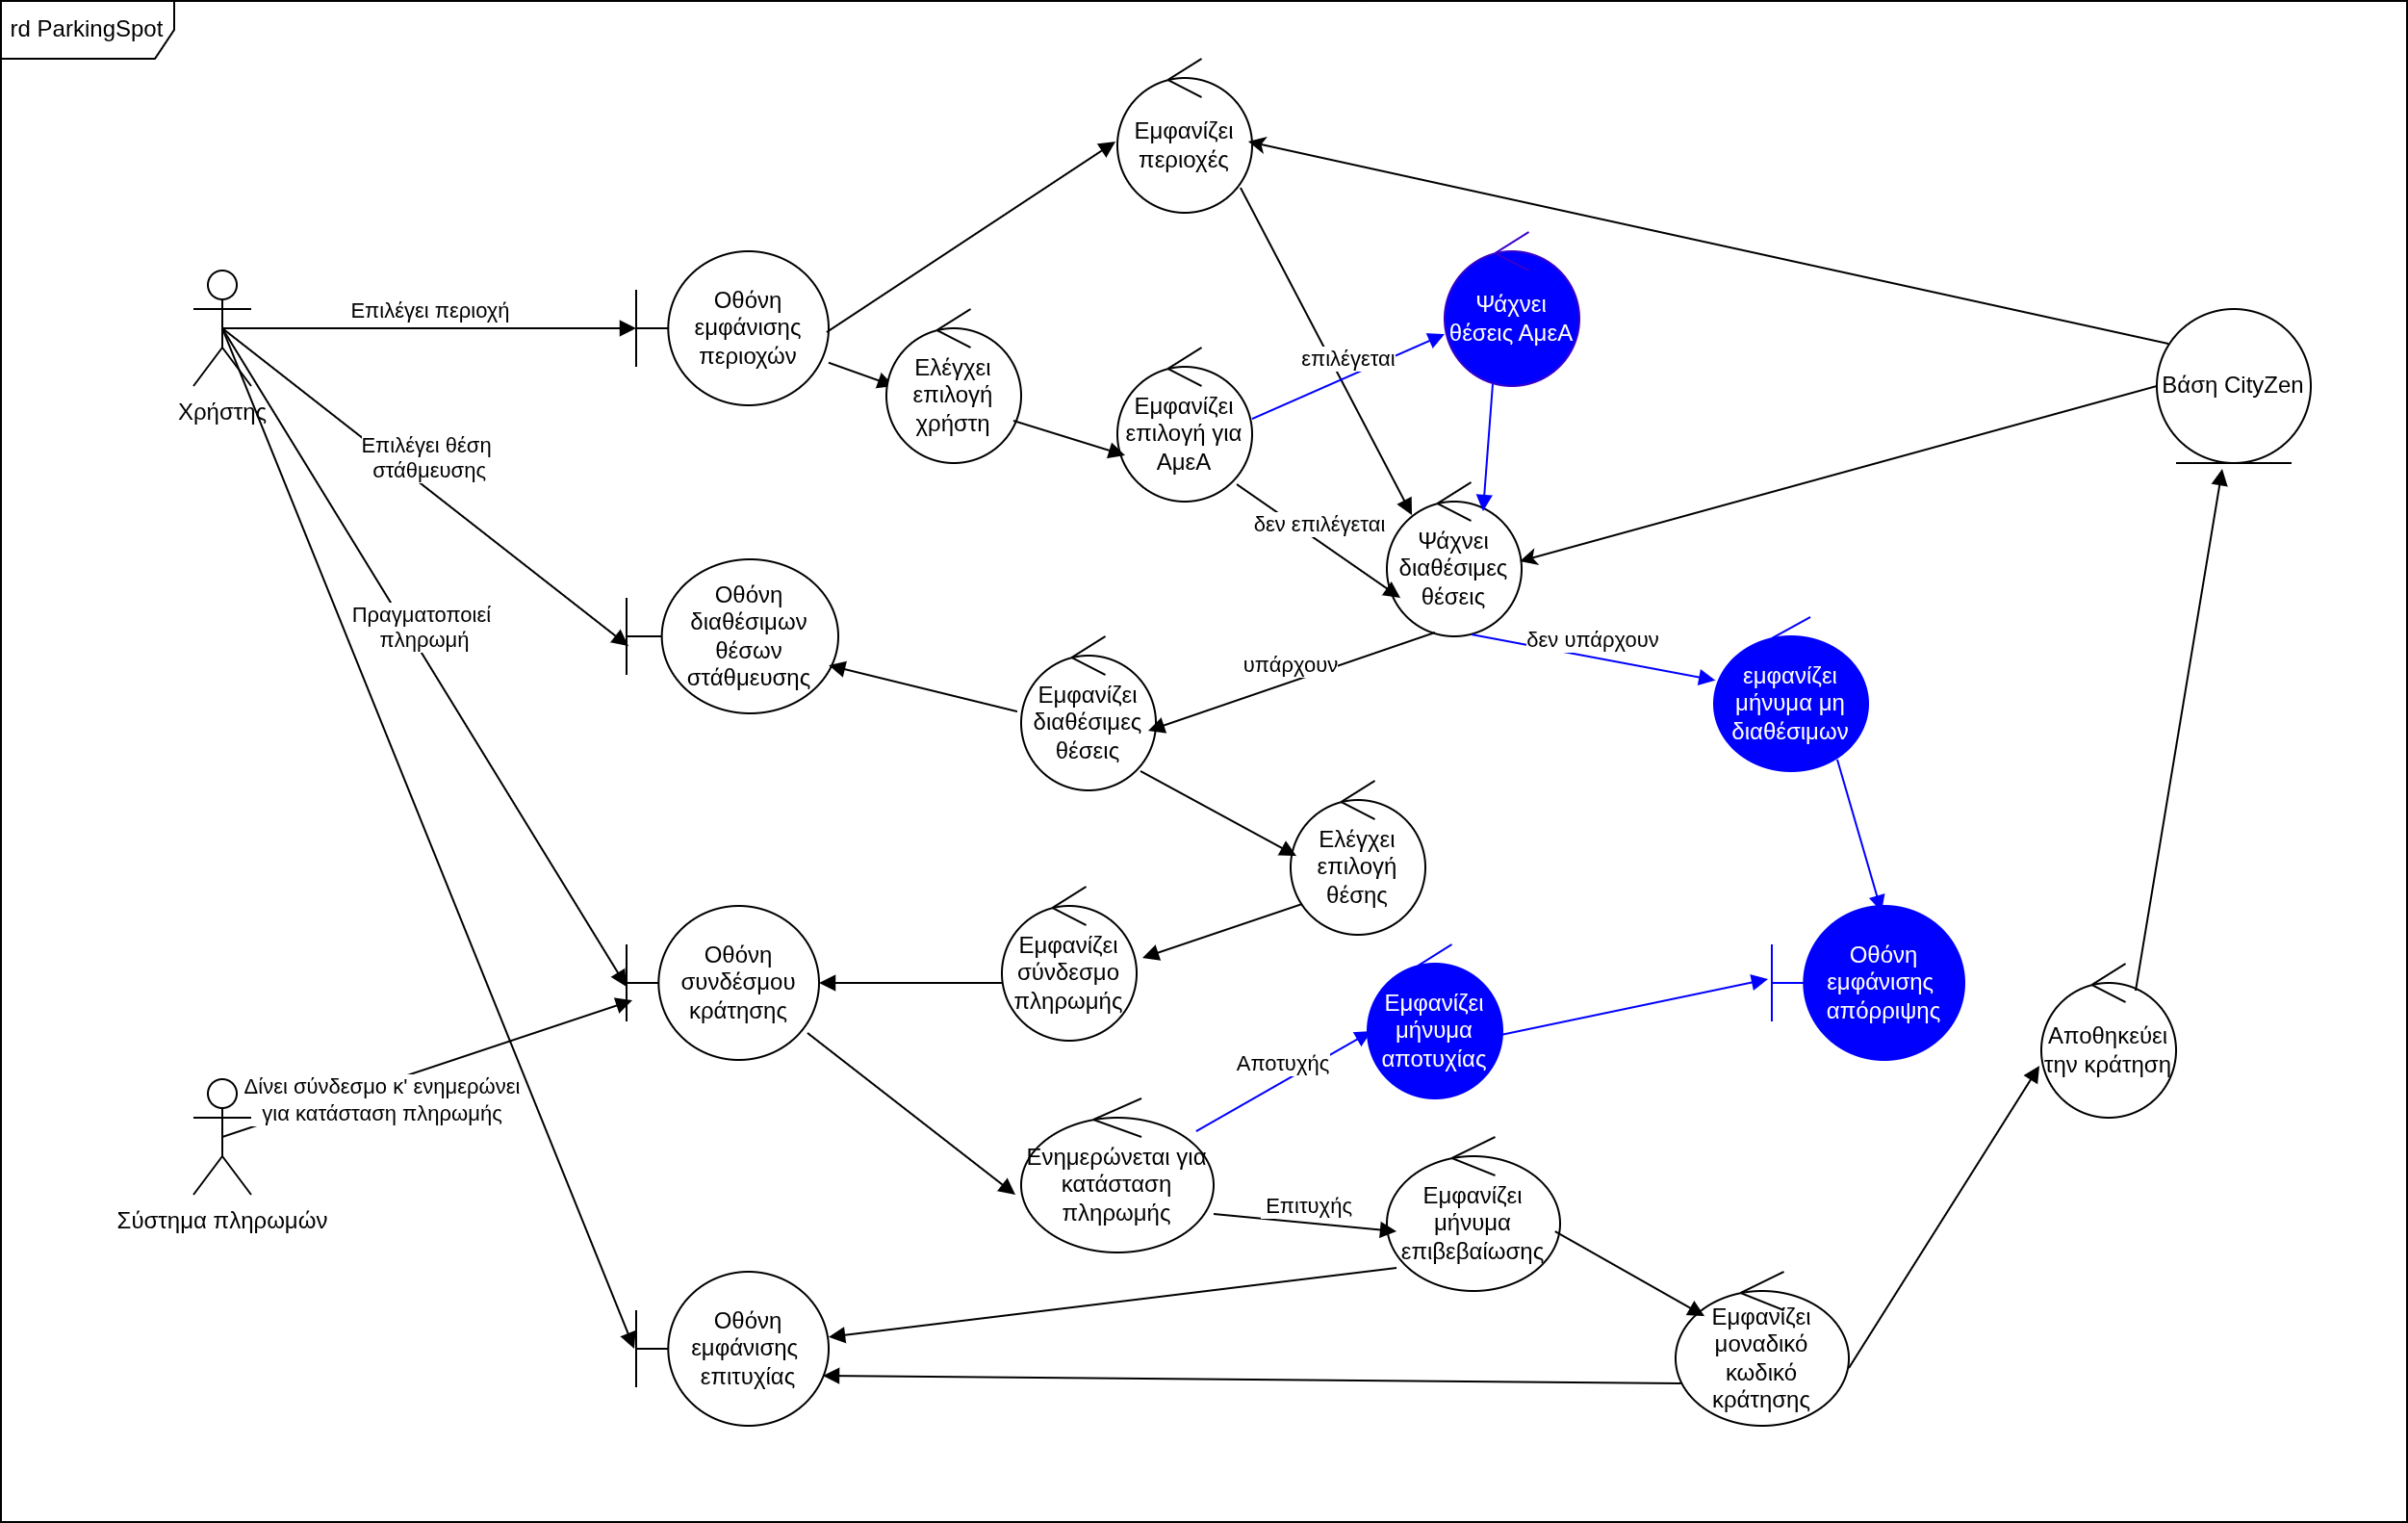 rd ParkingSpot
Εμφανίζει
περιοχές
Επιλέγει περιοχή
Οθόνη
εμφάνισης
περιοχών
Ψάχνει
θέσεις ΑμεΑ
Χρήστης
Ελέγχει
επιλογή
χρήστη
επιλέγεται
Βάση CityZen
Εμφανίζει
επιλογή για
ΑμεΑ
Επιλέγει θέση
στάθμευσης
δεν επιλέγεται
Ψάχνει
διαθέσιμες
θέσεις
Οθόνη
διαθέσιμων
θέσων
στάθμευσης
Πραγματοποιεί
πληρωμή
υπάρχουν
δεν υπάρχουν
Εμφανίζει
διαθέσιμες
θέσεις
εμφανίζει
μήνυμα μη
διαθέσιμων
Ελέγχει
επιλογή
θέσης
Οθόνη
συνδέσμου
κράτησης
Εμφανίζει
σύνδεσμο
πληρωμής
Εμφανίζει
μήνυμα
αποτυχίας
Οθόνη
εμφάνισης
απόρριψης
Αποθηκεύει
την κράτηση
Αποτυχής
Δίνει σύνδεσμο κ' ενημερώνει
για κατάσταση πληρωμής
Σύστημα πληρωμών
Ενημερώνεται για
κατάσταση
πληρωμής
Επιτυχής
Εμφανίζει
μήνυμα
επιβεβαίωσης
Οθόνη
εμφάνισης
επιτυχίας
Εμφανίζει
μοναδικό
κωδικό
κράτησης